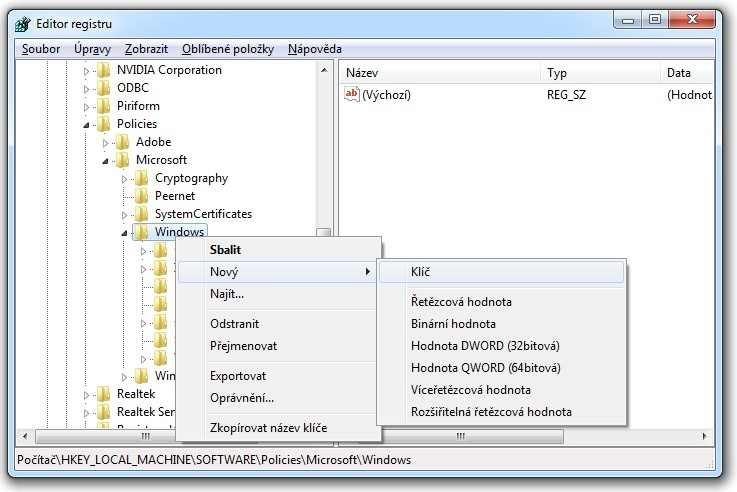 Editor registru
Soubor Úpravy Zobrazit Oblíbené položky Nápověda
NVIDIA Corporation
ODBC
Piriform
Policies
Adobe
Microsoft
Cryptography
Peernet
SystemCertificates
Windows
Win
Realtek
Realtek Sem
Název Typ Data
ab (Výchozí) REG_SZ (Hodnot
Sbalit
Nový
Najít...
Odstranit
Přejmenovat
Exportovat
Oprávnění...
Zkopírovat název klíče
Klíč
Řetězcová hodnota
Binární hodnota
Hodnota DWORD (32bitová)
Hodnota QWORD (64bitová)
Víceřetězcová hodnota
Rozšiřitelná řetězcová hodnota
Počítač\HKEY_LOCAL_MACHINE\SOFTWARE\Policies\Microsoft\Windows